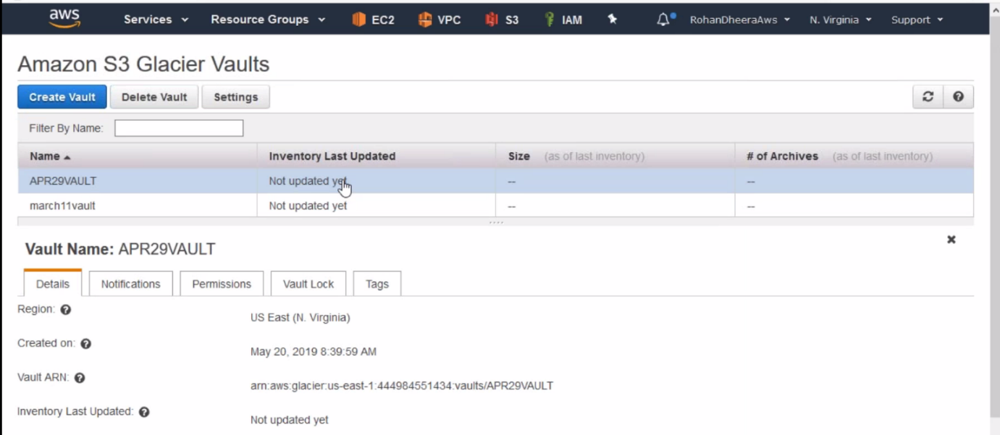 aws Services Resource Groups EC2 VPC S3 IAM RohanDheeraAws N. Virginia Support
Amazon S3 Glacier Vaults
Create Vault Delete Vault Settings
Filter By Name:
Name Inventory Last Updated Size (as of last inventory) # of Archives (as of last inventory)
APR29VAULT Not updated yet -- --
march11vault Not updated yet -- --
Vault Name: APR29VAULT
Details Notifications Permissions Vault Lock Tags
Region:
US East (N. Virginia)
Created on:
May 20, 2019 8:39:59 AM
Vault ARN:
arn:aws:glacier:us-east-1:444984551434:vaults/APR29VAULT
Inventory Last Updated:
Not updated yet